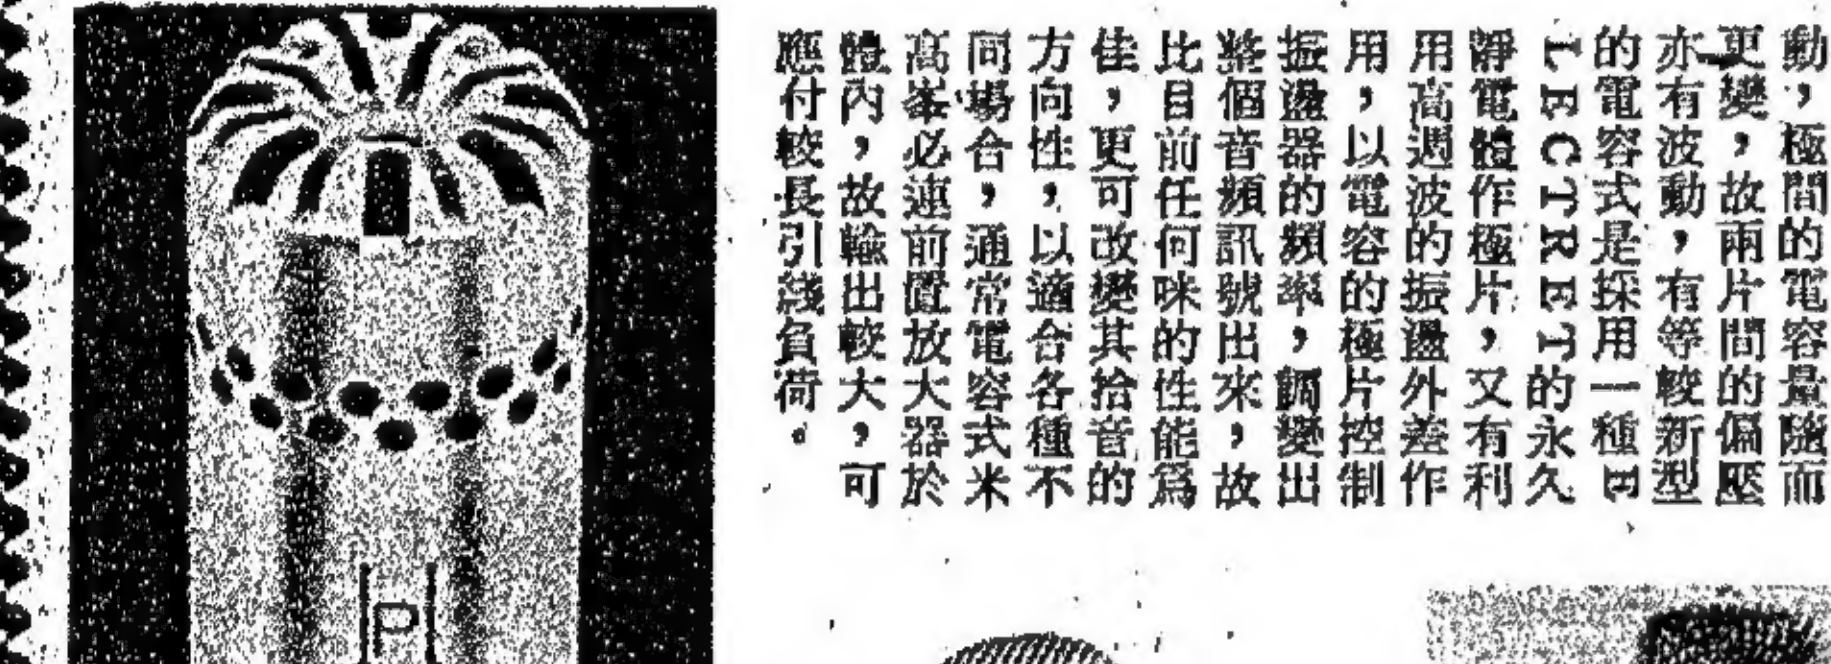 動，極間的電容量隨而
更變，故兩片間的偏壓
亦有波動，有等較新型
的電容式是採用一種E
LECTRET的永久
靜電體作極片，又有利
用高週波的振盪外差作
用，以電容的極片控制
振盪器的頻率，調變出
整個音頻訊號出來，故
比目前任何咪的性能爲
佳，更可改變其拾音的
方向性，以適合各種不
同場合，通常電容式米
高峯必連前置放大器於
體內，故輸出較大，可
應付較長引綫負荷。
P